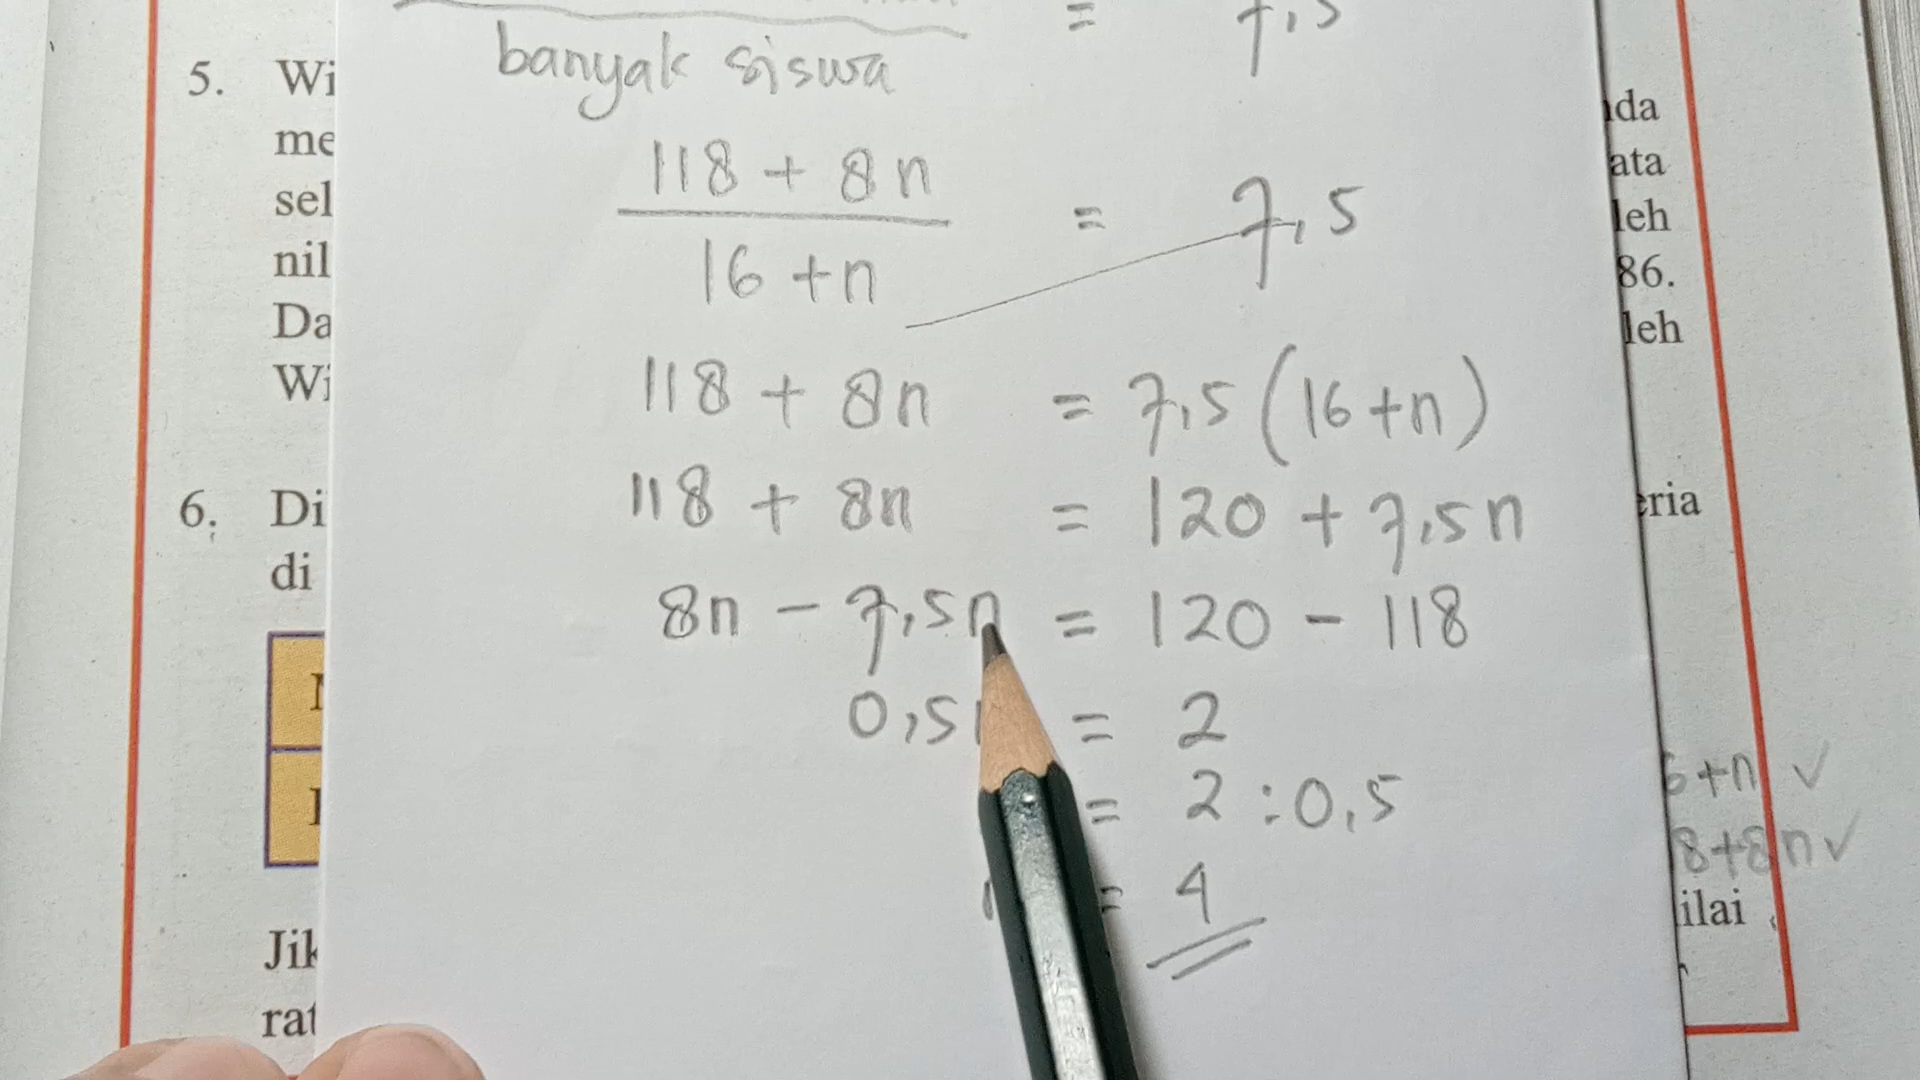 = 7,5
banyak siswa
118 + 8n
= 7,5
16 + n
118 + 8n = 7,5 (16+n)
118 + 8n = 120 + 7,5n
8n - 7,5n = 120 - 118
0,5 = 2
= 2 : 0,5
= 4
5. Wi
me
sel
nil
Da
Wi
6. Di
di
Jik
rat
da
ata
leh
86.
leh
eria
6+n ✓
8+8n ✓
ilai